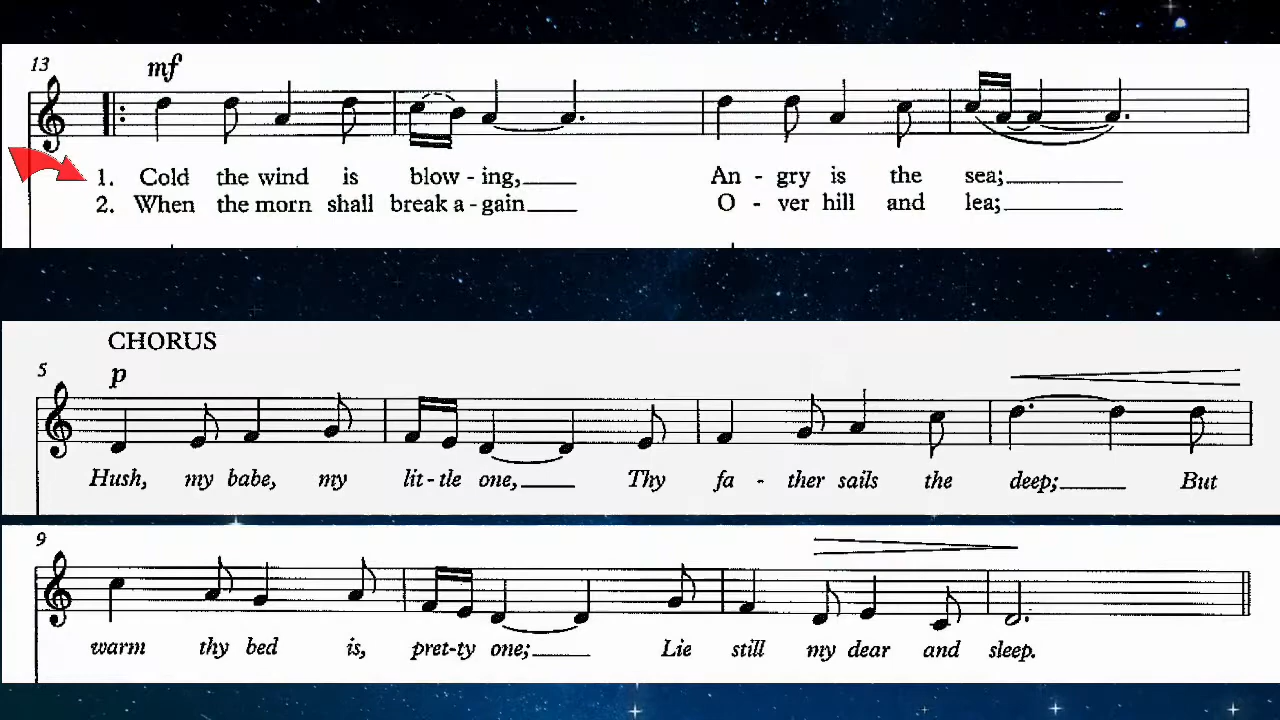 13
mf
1. Cold the wind is blow - ing, An - gry is the sea;
2. When the morn shall break a - gain O - ver hill and lea;
CHORUS
5
p
Hush, my babe, my lit - tle one, Thy fa - ther sails the deep; But
9
warm thy bed is, pret-ty one; Lie still my dear and sleep.